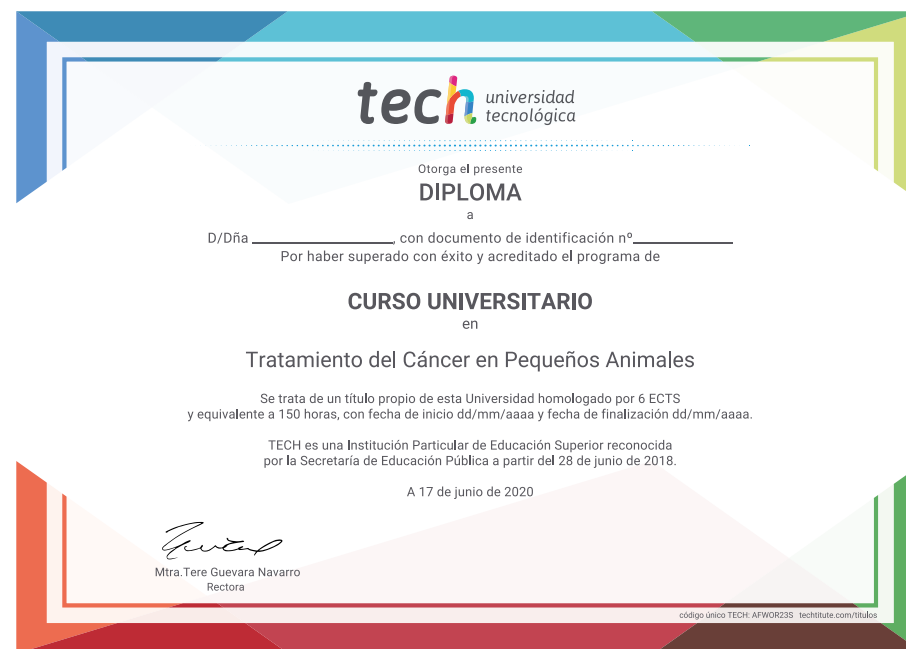 tech universidad
tecnológica
Otorga el presente
DIPLOMA
a
D/Dña ____________________, con documento de identificación nº______________
Por haber superado con éxito y acreditado el programa de
CURSO UNIVERSITARIO
en
Tratamiento del Cáncer en Pequeños Animales
Se trata de un título propio de esta Universidad homologado por 6 ECTS
y equivalente a 150 horas, con fecha de inicio dd/mm/aaaa y fecha de finalización dd/mm/aaaa.
TECH es una Institución Particular de Educación Superior reconocida
por la Secretaría de Educación Pública a partir del 28 de junio de 2018.
A 17 de junio de 2020
Mtra.Tere Guevara Navarro
Rectora
código único TECH: AFWOR23S techtitute.com/titulos